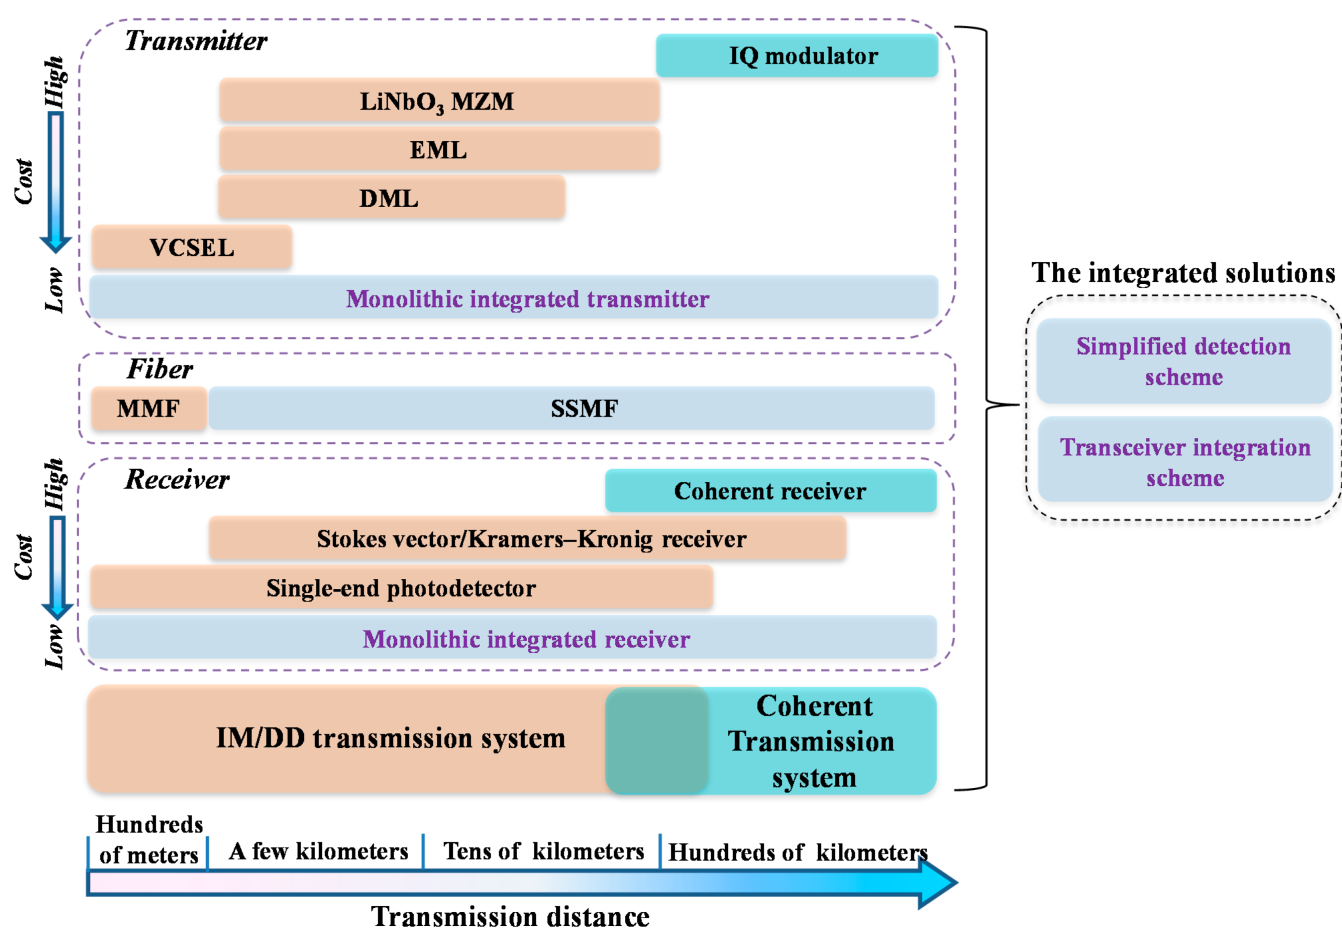 Transmitter
High
Cost
Low
IQ modulator
LiNbO₃ MZM
EML
DML
VCSEL
Monolithic integrated transmitter
Fiber
MMF
SSMF
Receiver
High
Cost
Low
Coherent receiver
Stokes vector/Kramers–Kronig receiver
Single-end photodetector
Monolithic integrated receiver
IM/DD transmission system
Coherent
Transmission
system
Hundreds
of meters
A few kilometers
Tens of kilometers
Hundreds of kilometers
Transmission distance
The integrated solutions
Simplified detection
scheme
Transceiver integration
scheme